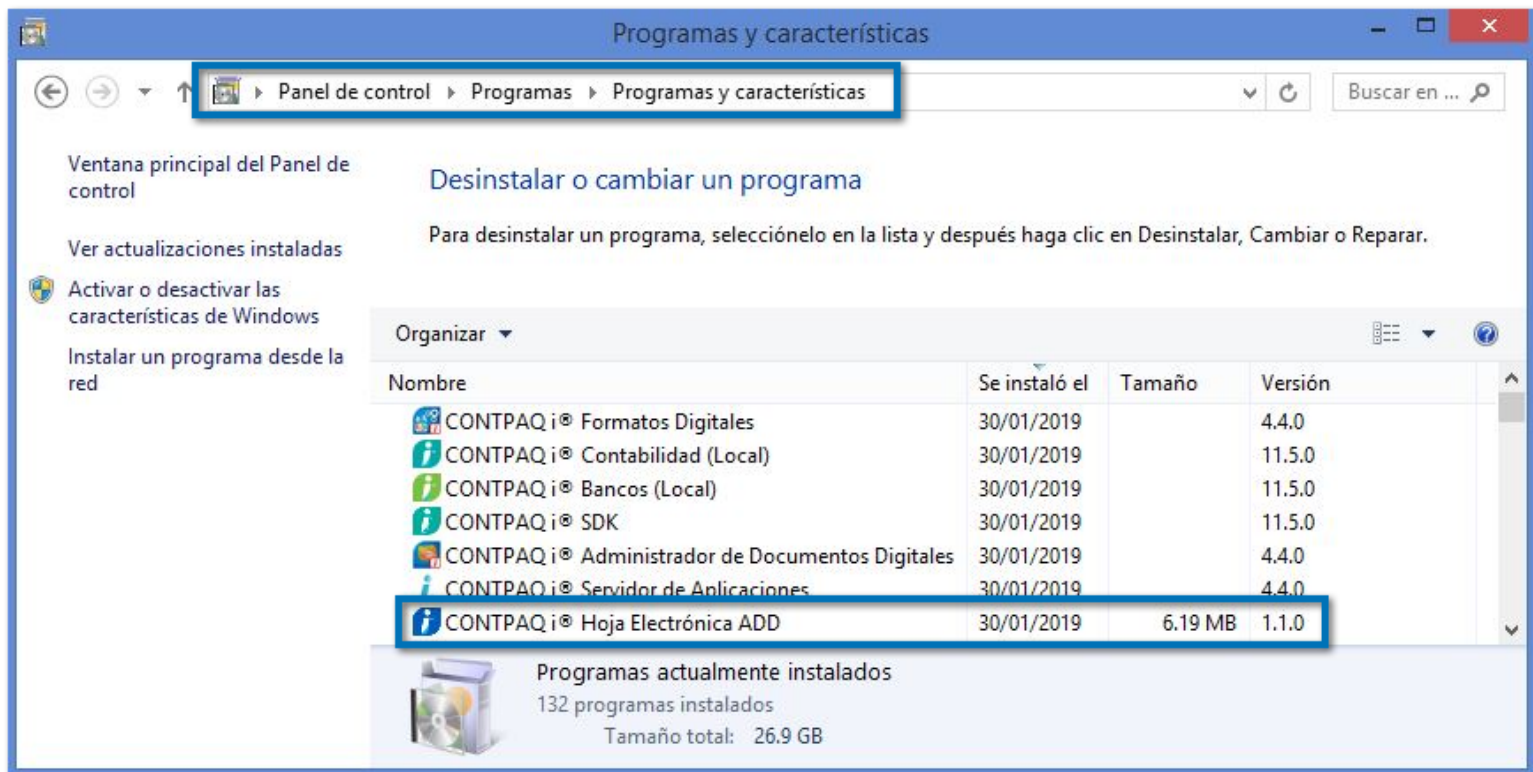 Programas y características
Panel de control Programas Programas y características
Buscar en ...
Ventana principal del Panel de
control
Ver actualizaciones instaladas
Activar o desactivar las
características de Windows
Instalar un programa desde la
red
Desinstalar o cambiar un programa
Para desinstalar un programa, selecciónelo en la lista y después haga clic en Desinstalar, Cambiar o Reparar.
Organizar
Nombre Se instaló el Tamaño Versión
CONTPAQ i® Formatos Digitales 30/01/2019 4.4.0
CONTPAQ i® Contabilidad (Local) 30/01/2019 11.5.0
CONTPAQ i® Bancos (Local) 30/01/2019 11.5.0
CONTPAQ i® SDK 30/01/2019 11.5.0
CONTPAQ i® Administrador de Documentos Digitales 30/01/2019 4.4.0
CONTPAQ i® Servidor de Aplicaciones 30/01/2019 4.4.0
CONTPAQ i® Hoja Electrónica ADD 30/01/2019 6.19 MB 1.1.0
Programas actualmente instalados
132 programas instalados
Tamaño total: 26.9 GB